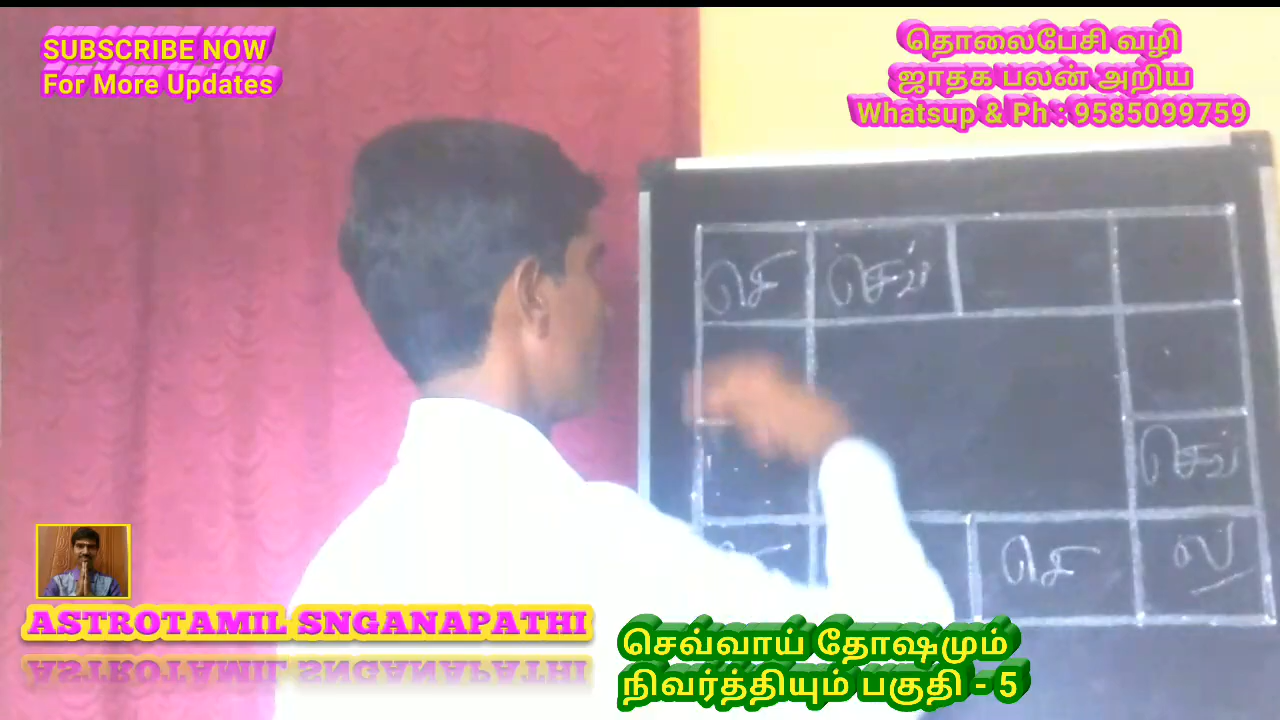 SUBSCRIBE NOW
For More Updates
தொலைபேசி வழி
ஜாதக பலன் அறிய
Whatsup & Ph : 9585099759
செ
செவ்
செவ்
செ
ல
ASTROTAMIL SNGANAPATHI
செவ்வாய் தோஷமும்
நிவர்த்தியும் பகுதி - 5